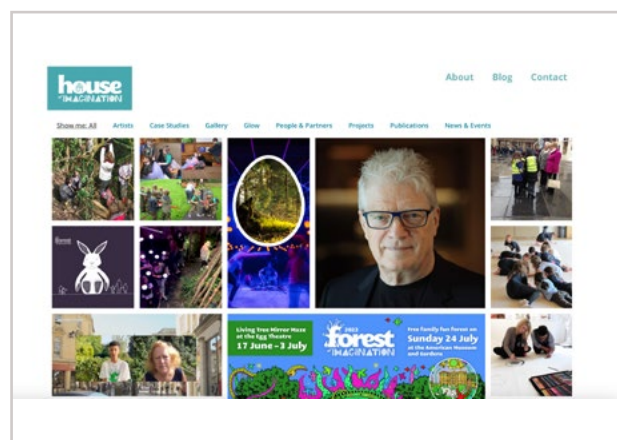 About Blog Contact
house
OF IMAGINATION
Show me: All Artists Case Studies Gallery Glow People & Partners Projects Publications News & Events
forest
Living Tree Mirror Maze
at the Egg Theatre
17 June – 3 July
2022
forest
OF IMAGINATION
Free family fun forest on
Sunday 24 July
at the American Museum
and Gardens